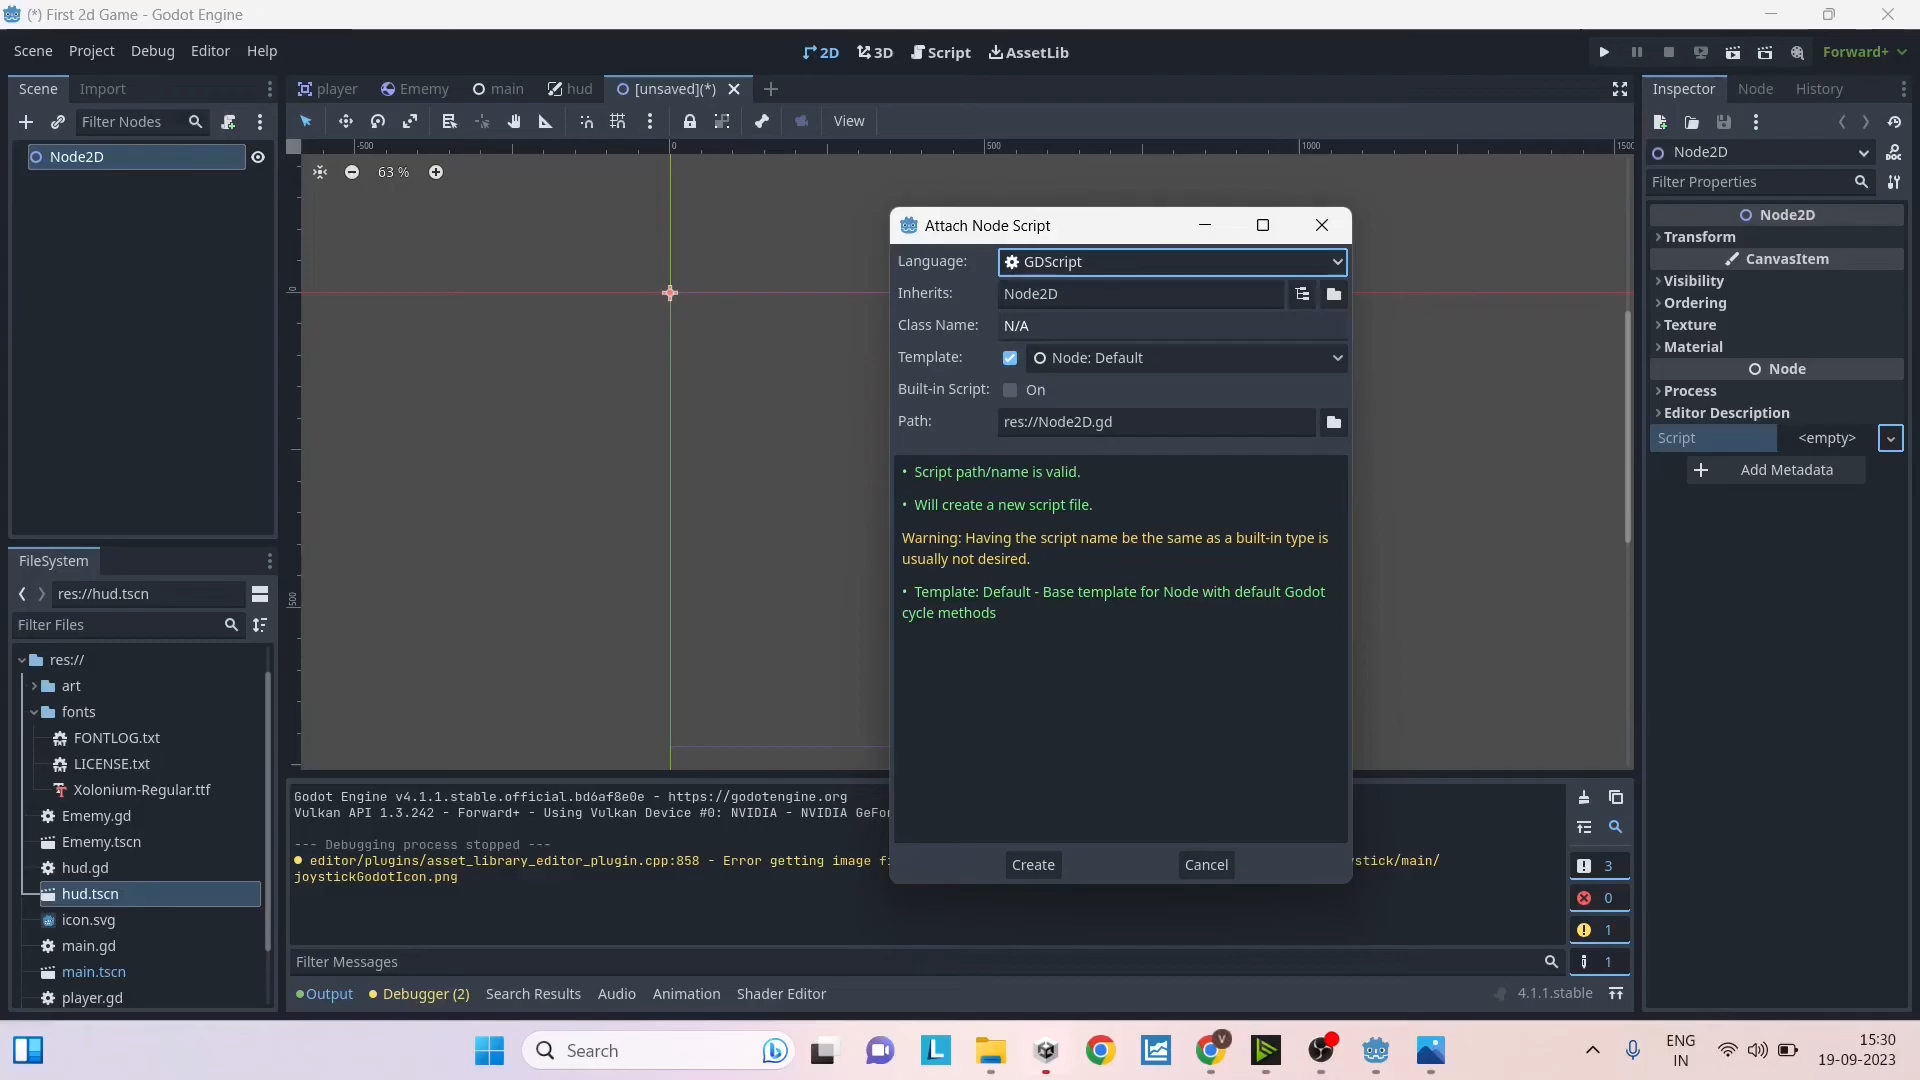 (*) First 2d Game - Godot Engine
Scene Project Debug Editor Help
2D 3D Script AssetLib
Forward+
Scene Import
player Ememy main hud [unsaved](*)
Inspector Node History
Filter Nodes
View
Node2D
Node2D
Filter Properties
63 %
-500 0 500 1000 1500
0
500
Attach Node Script
Language: GDScript
Inherits: Node2D
Class Name: N/A
Template: Node: Default
Built-in Script: On
Path: res://Node2D.gd
• Script path/name is valid.
• Will create a new script file.
Warning: Having the script name be the same as a built-in type is
usually not desired.
• Template: Default - Base template for Node with default Godot
cycle methods
Create Cancel
Node2D
Transform
CanvasItem
Visibility
Ordering
Texture
Material
Node
Process
Editor Description
Script <empty>
Add Metadata
FileSystem
res://hud.tscn
Filter Files
res://
art
fonts
FONTLOG.txt
LICENSE.txt
Xolonium-Regular.ttf
Ememy.gd
Ememy.tscn
hud.gd
hud.tscn
icon.svg
main.gd
main.tscn
player.gd
Godot Engine v4.1.1.stable.official.bd6af8e0e - https://godotengine.org
Vulkan API 1.3.242 - Forward+ - Using Vulkan Device #0: NVIDIA - NVIDIA GeFor
--- Debugging process stopped ---
editor/plugins/asset_library_editor_plugin.cpp:858 - Error getting image fi stick/main/
joystickGodotIcon.png
3
0
1
1
Filter Messages
Output Debugger (2) Search Results Audio Animation Shader Editor
4.1.1.stable
Search
ENG
IN
15:30
19-09-2023